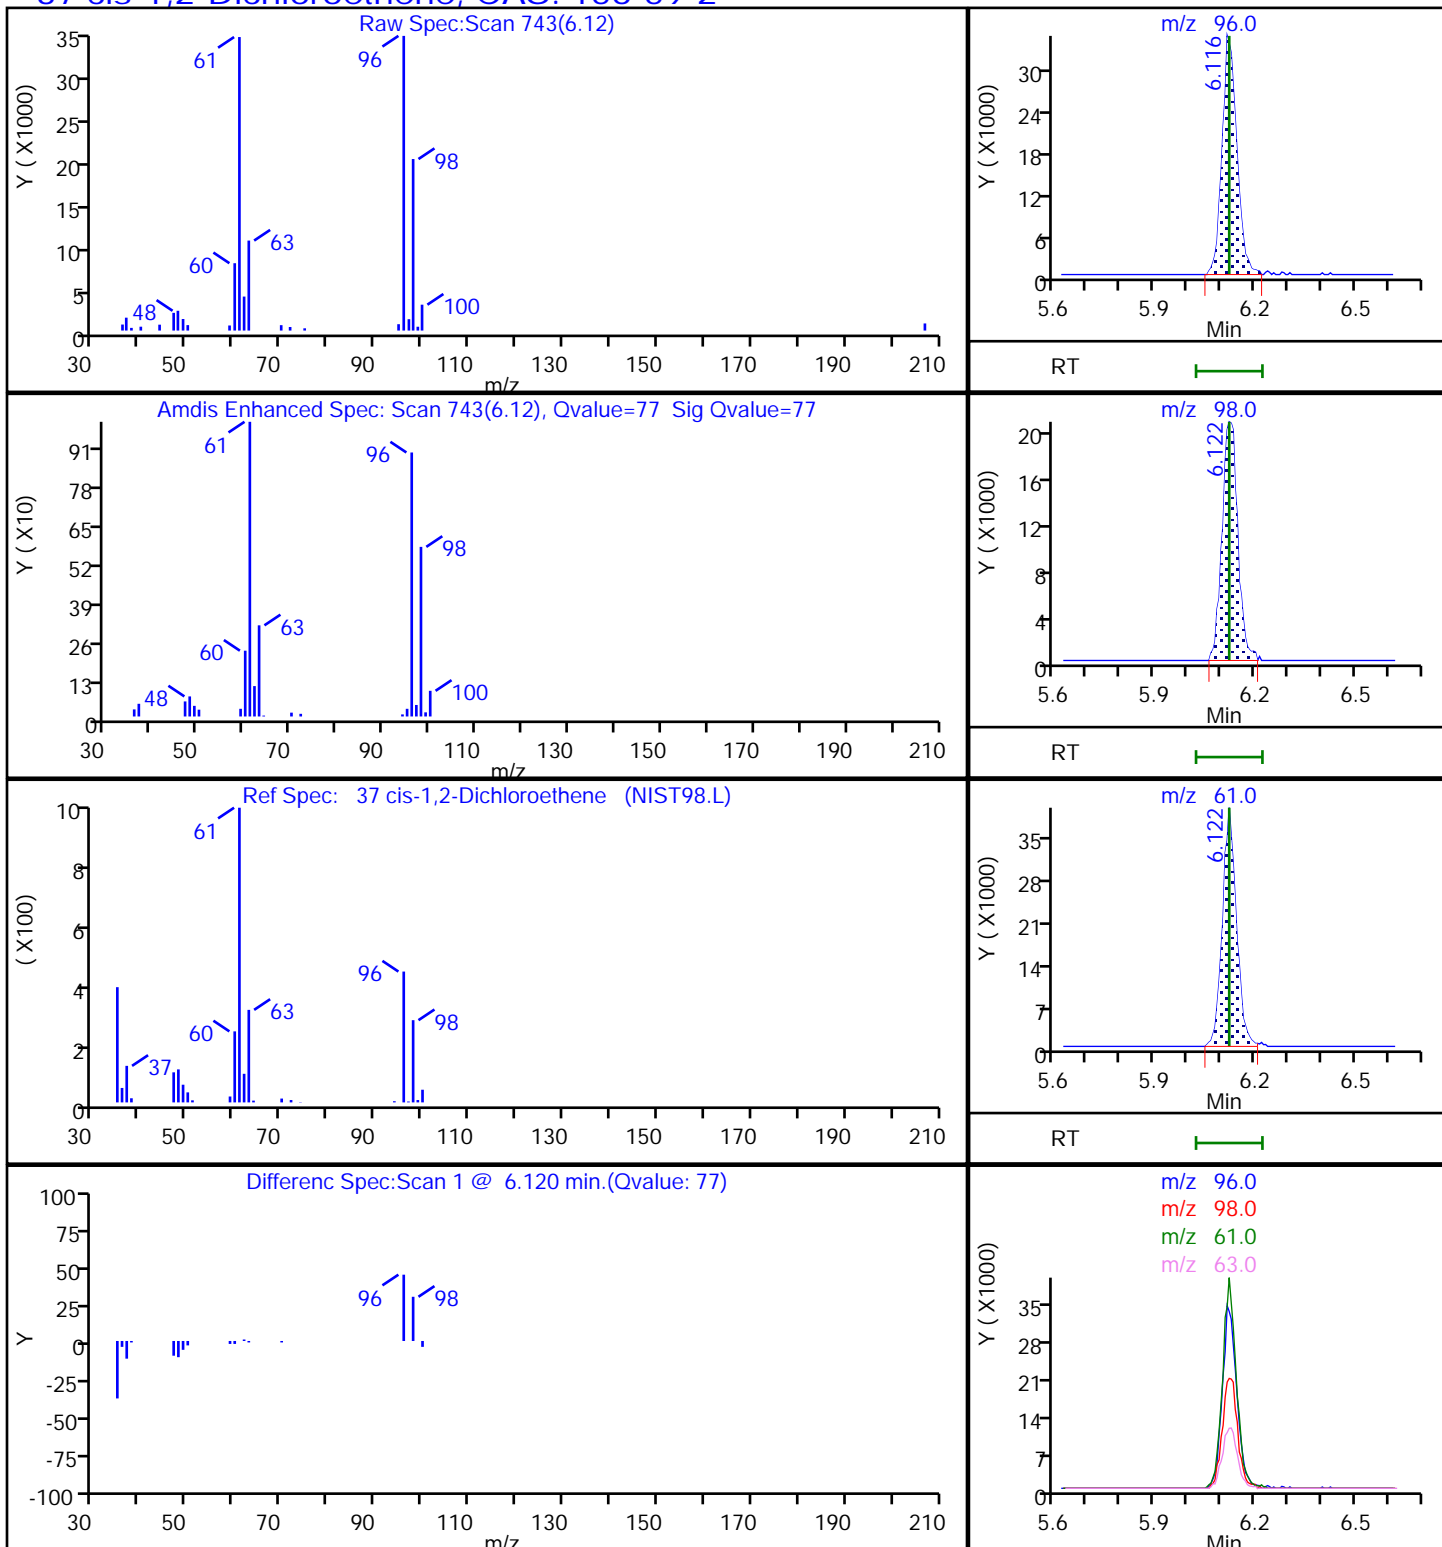 Raw Spec:Scan 743(6.12)
Y ( X1000)
35
30
25
20
15
10
5
0
61
96
98
63
60
48
100
30 50 70 90 110 130 150 170 190 210
m/z
m/z 96.0
Y ( X1000)
30
24
18
12
6
0
6.116
5.6 5.9 6.2 6.5
Min
RT
Amdis Enhanced Spec: Scan 743(6.12), Qvalue=77 Sig Qvalue=77
Y ( X10)
91
78
65
52
39
26
13
0
61
96
98
63
60
48
100
30 50 70 90 110 130 150 170 190 210
m/z
m/z 98.0
Y ( X1000)
20
16
12
8
4
0
6.122
5.6 5.9 6.2 6.5
Min
RT
Ref Spec: 37 cis-1,2-Dichloroethene (NIST98.L)
( X100)
10
8
6
4
2
0
61
96
63
60
98
37
30 50 70 90 110 130 150 170 190 210
m/z 61.0
Y ( X1000)
35
28
21
14
7
0
6.122
5.6 5.9 6.2 6.5
Min
RT
Differenc Spec:Scan 1 @ 6.120 min.(Qvalue: 77)
Y
100
75
50
25
0
-25
-50
-75
-100
96
98
30 50 70 90 110 130 150 170 190 210
m/z
m/z 96.0
m/z 98.0
m/z 61.0
m/z 63.0
Y ( X1000)
35
28
21
14
7
0
5.6 5.9 6.2 6.5
Min